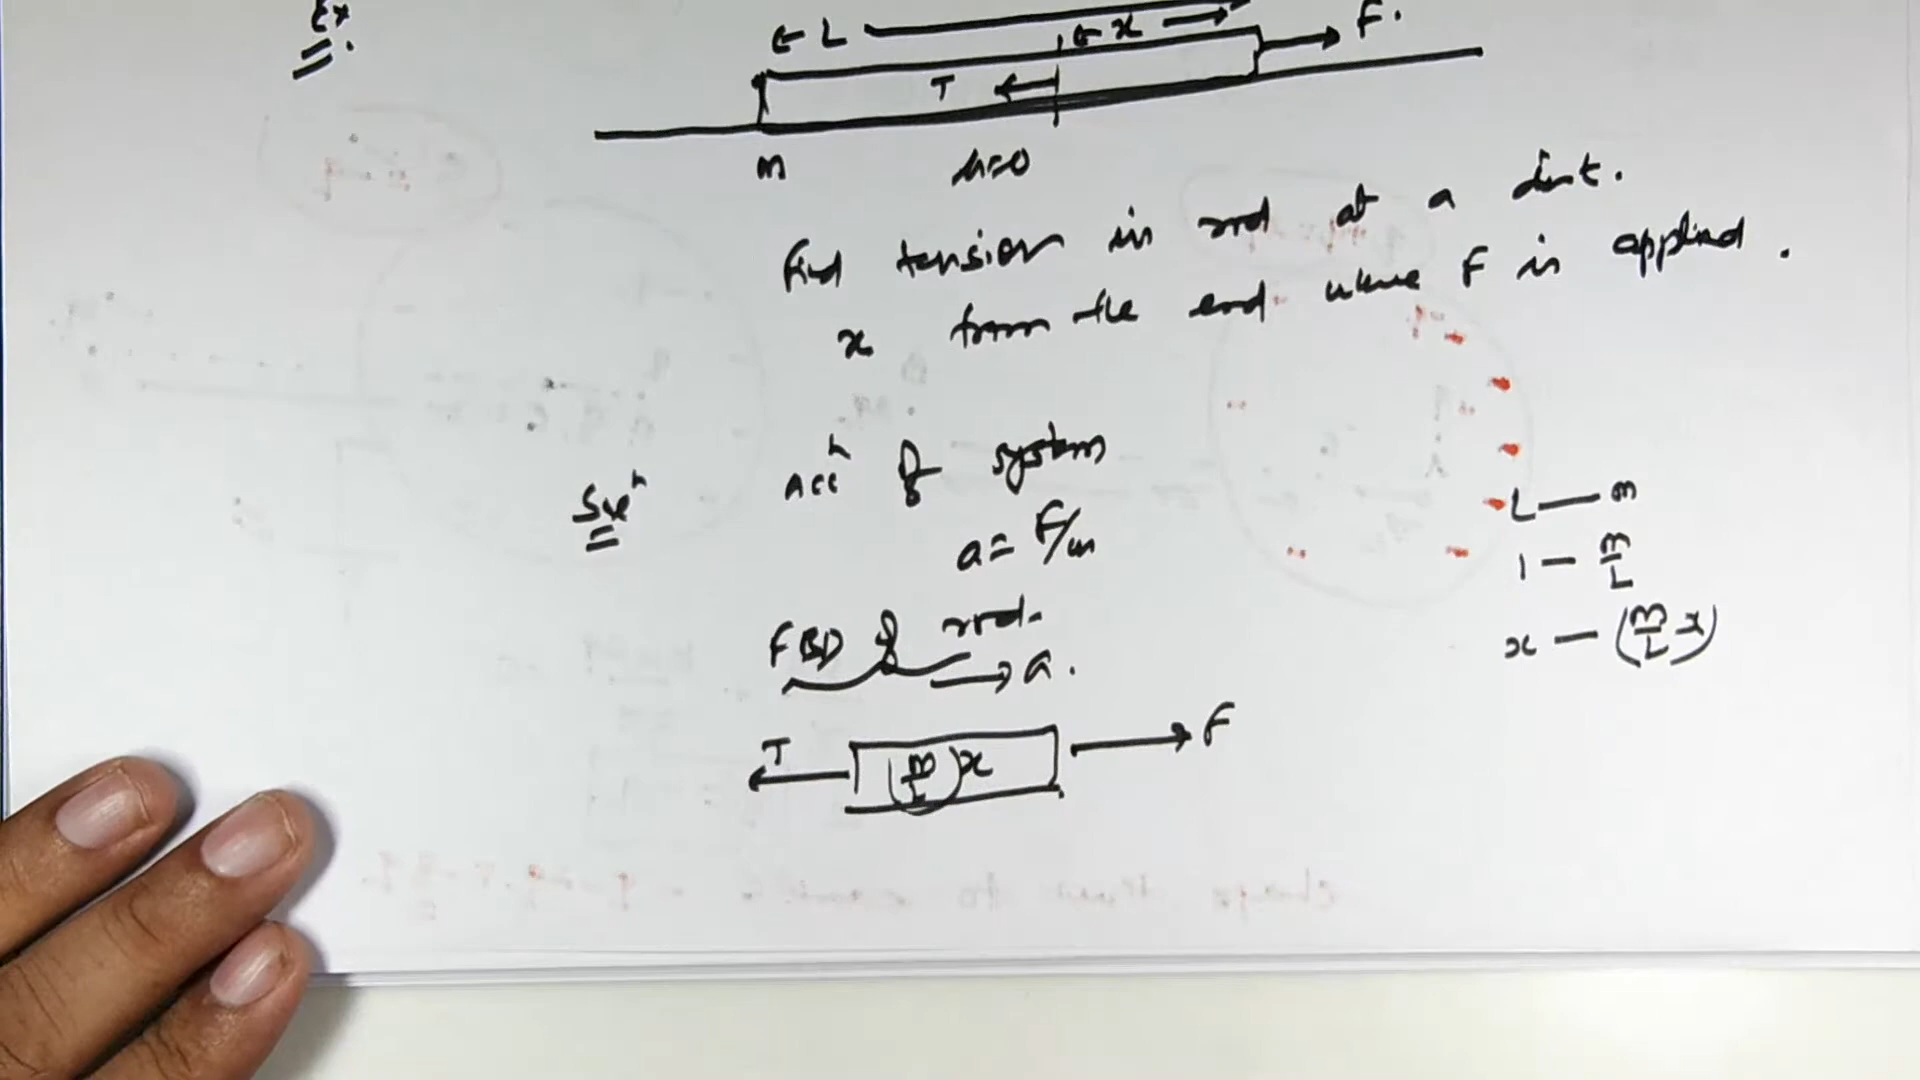 Ex.
← L → ← x → F.
T ←
m μ=0
Find tension in rod at a dist.
x from the end where F is applied.
Solⁿ Accⁿ of system
a = F/m
L — m
1 — m/L
x — (m/L x)
FBD of rod.
→ a.
T (m/L)x F